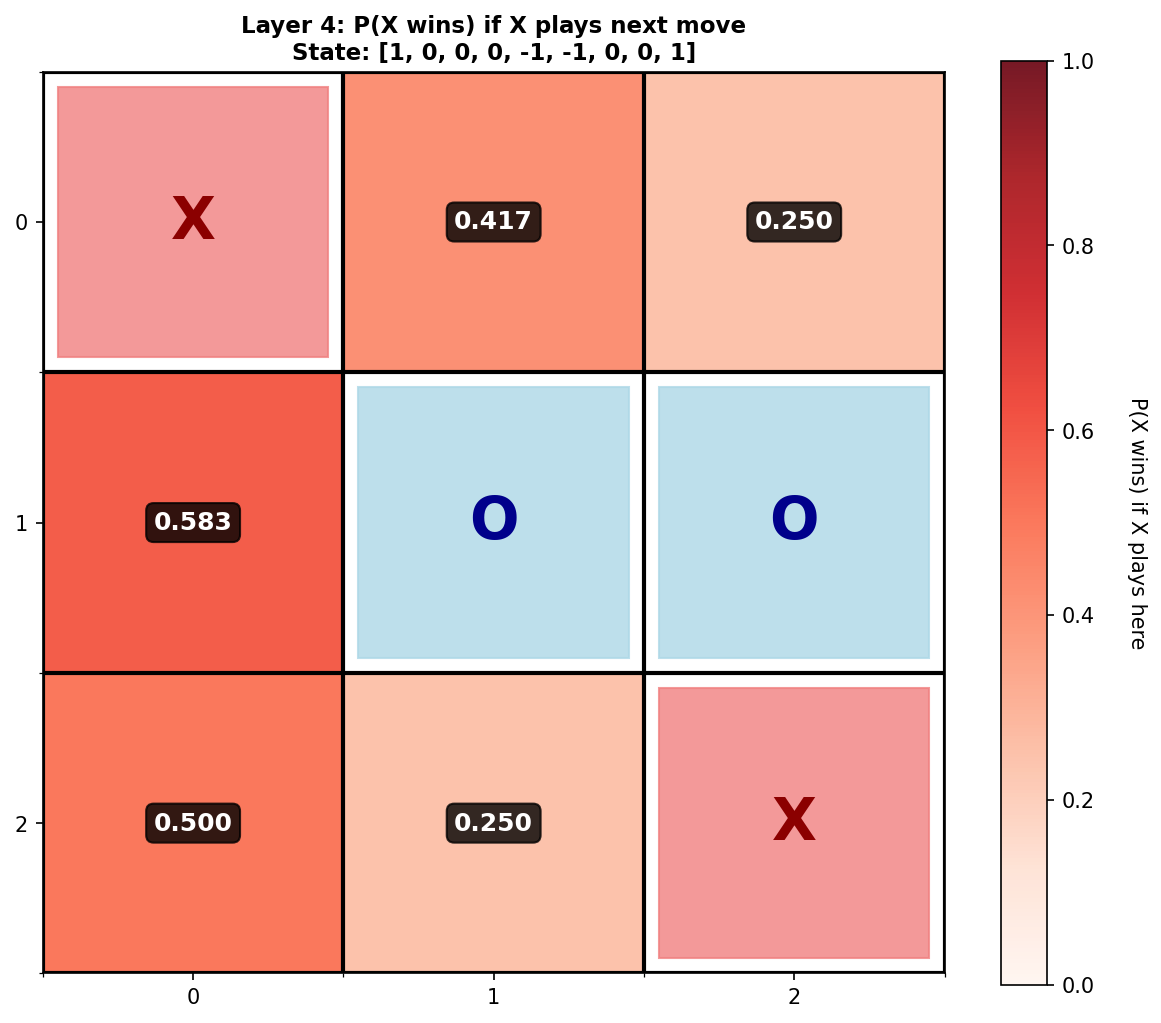 Layer 4: P(X wins) if X plays next move
State: [1, 0, 0, 0, -1, -1, 0, 0, 1]
X 0.417 0.250
0.583 O O
0.500 0.250 X
0
1
2
0 1 2
1.0
0.8
0.6
0.4
0.2
0.0
P(X wins) if X plays here